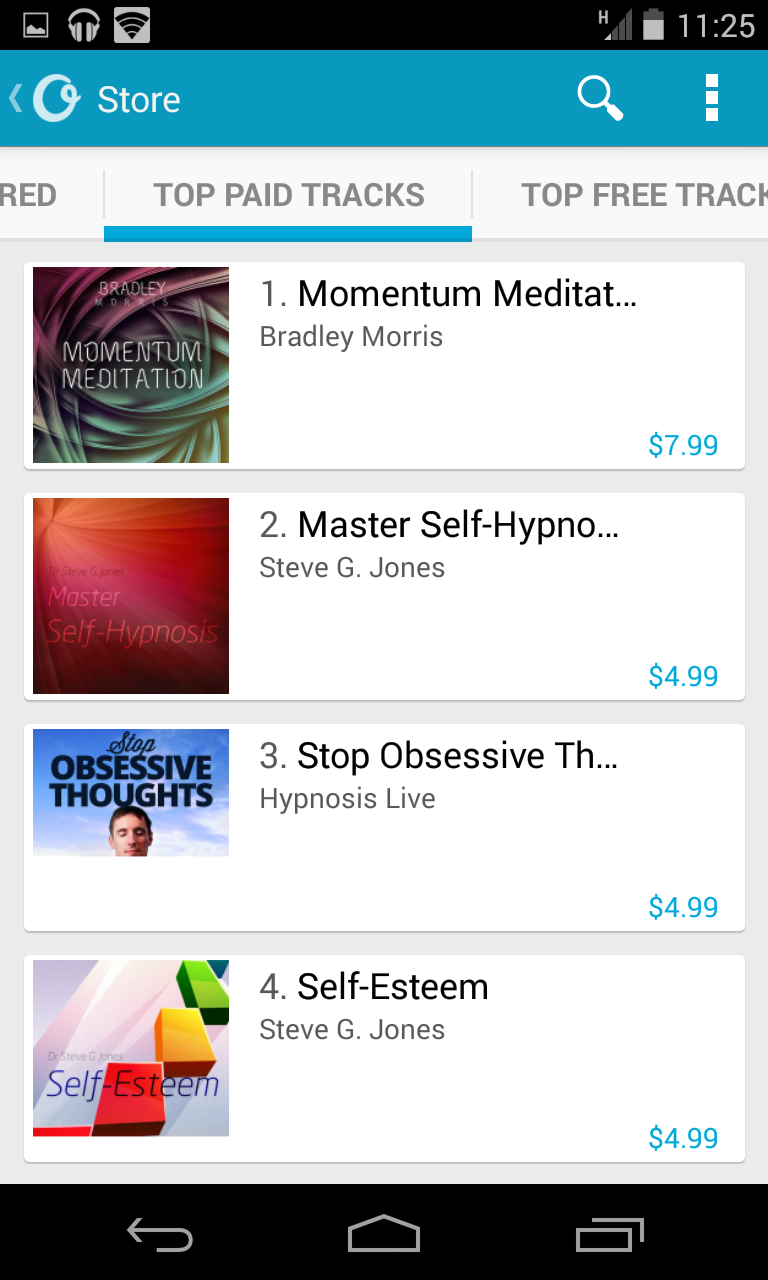 H 11:25
Store
RED
TOP PAID TRACKS
TOP FREE TRACK
BRADLEY
MORRIS
MOMENTUM
MEDITATION
1. Momentum Meditat...
Bradley Morris
$7.99
Dr Steve G. Jones
Master
Self-Hypnosis
2. Master Self-Hypno...
Steve G. Jones
$4.99
Stop
OBSESSIVE
THOUGHTS
3. Stop Obsessive Th...
Hypnosis Live
$4.99
Dr Steve G. Jones
Self-Esteem
4. Self-Esteem
Steve G. Jones
$4.99